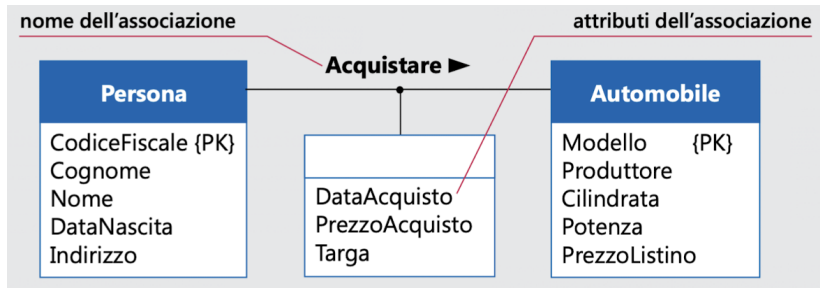 nome dell'associazione
attributi dell'associazione
Acquistare ►
Persona
CodiceFiscale {PK}
Cognome
Nome
DataNascita
Indirizzo
DataAcquisto
PrezzoAcquisto
Targa
Automobile
Modello {PK}
Produttore
Cilindrata
Potenza
PrezzoListino